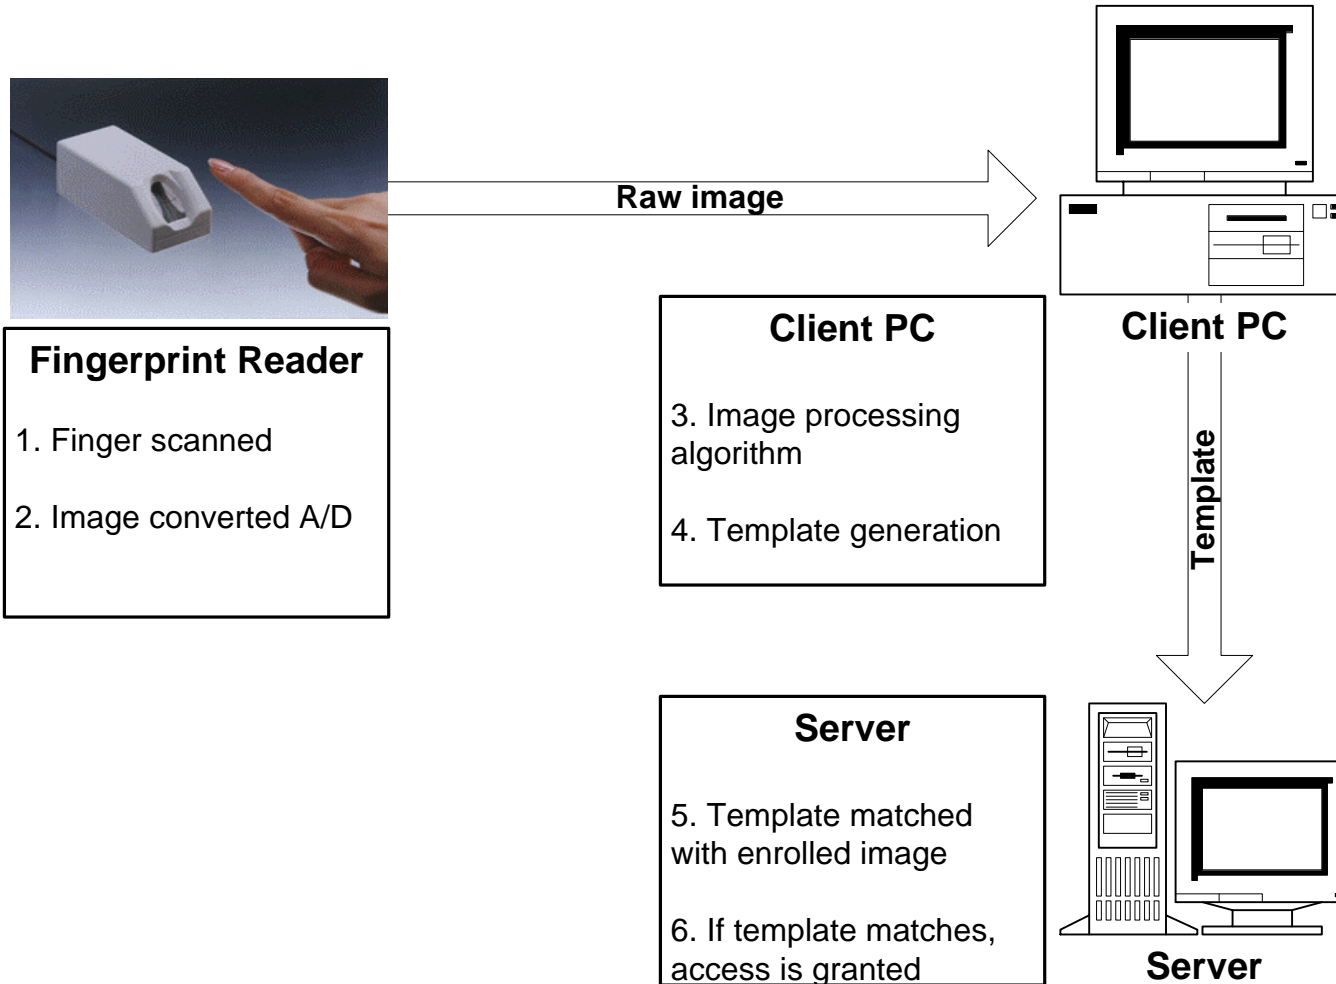 Raw image
Fingerprint Reader
1. Finger scanned
2. Image converted A/D
Client PC
3. Image processing
algorithm
4. Template generation
Client PC
Template
Server
5. Template matched
with enrolled image
6. If template matches,
access is granted
Server